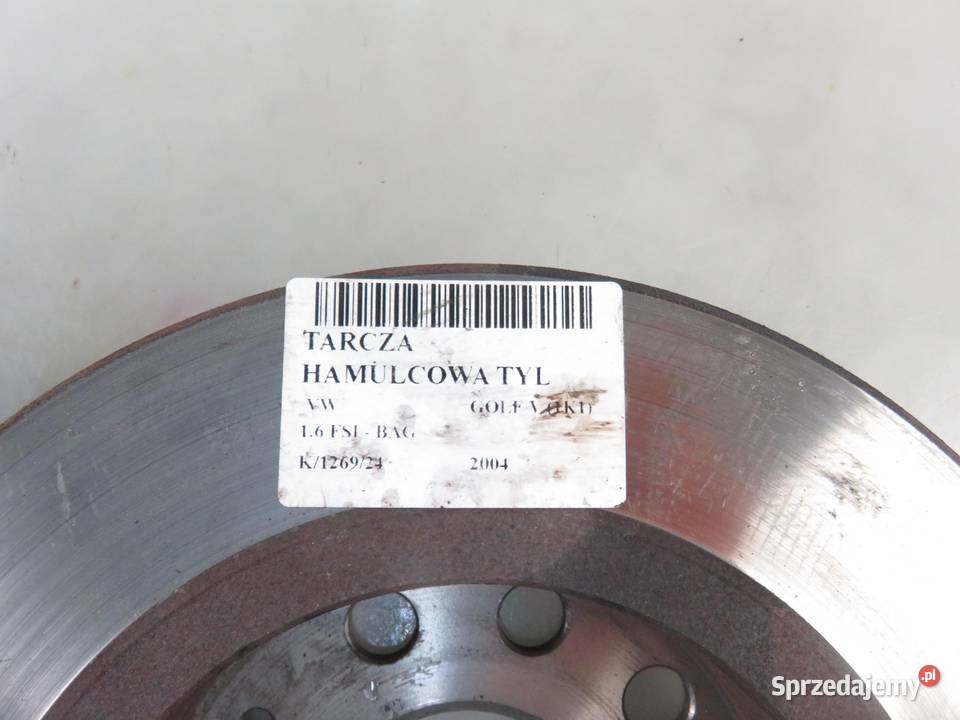 TARCZA
HAMULCOWA TYL
VW GOLF V (1K1)
1.6 FSI - BAG
K/1269/24 2004
Sprzedajemy.pl